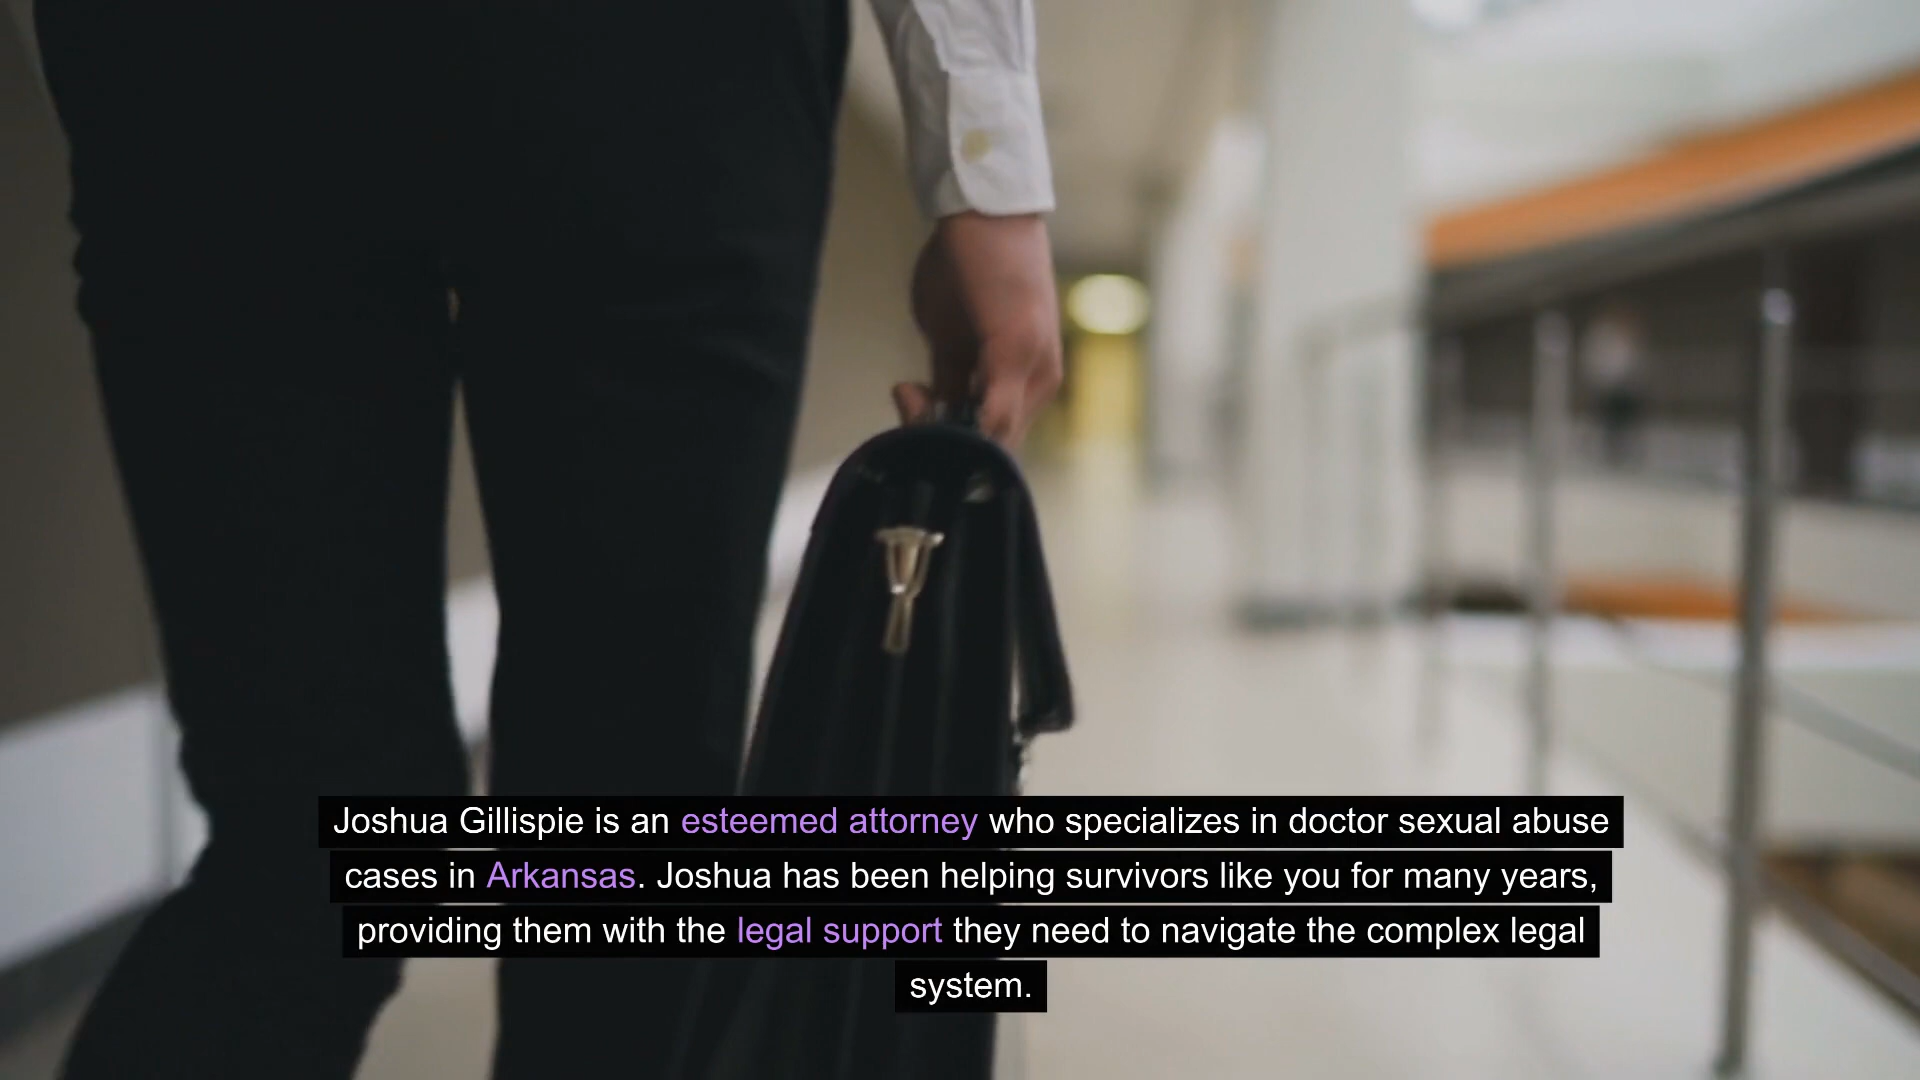 Joshua Gillispie is an esteemed attorney who specializes in doctor sexual abuse
cases in Arkansas. Joshua has been helping survivors like you for many years,
providing them with the legal support they need to navigate the complex legal
system.